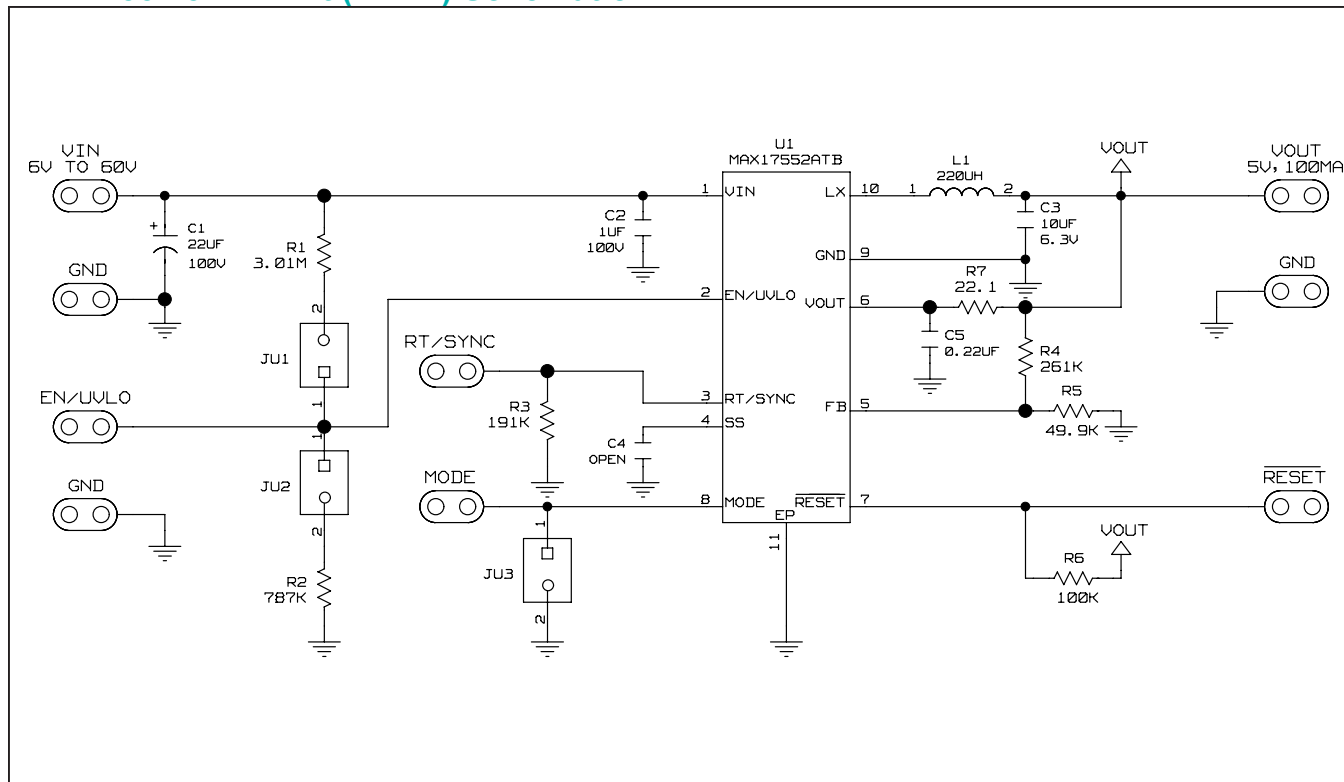 U1
MAX17552ATB
VIN
6V TO 60V
VOUT
VOUT
5V, 100MA
L1
220UH
1
VIN
LX
10
1
2
C1
22UF
100V
+
R1
3.01M
C2
1UF
100V
C3
10UF
6.3V
GND
GND
9
GND
R7
22.1
2
EN/UVLO
VOUT
6
2
JU1
1
RT/SYNC
C5
0.22UF
R4
261K
R5
49.9K
EN/UVLO
3
RT/SYNC
FB
5
R3
191K
4
SS
1
JU2
2
C4
OPEN
GND
MODE
8
MODE
RESET
7
RESET
EP
11
1
JU3
2
VOUT
R6
100K
R2
787K